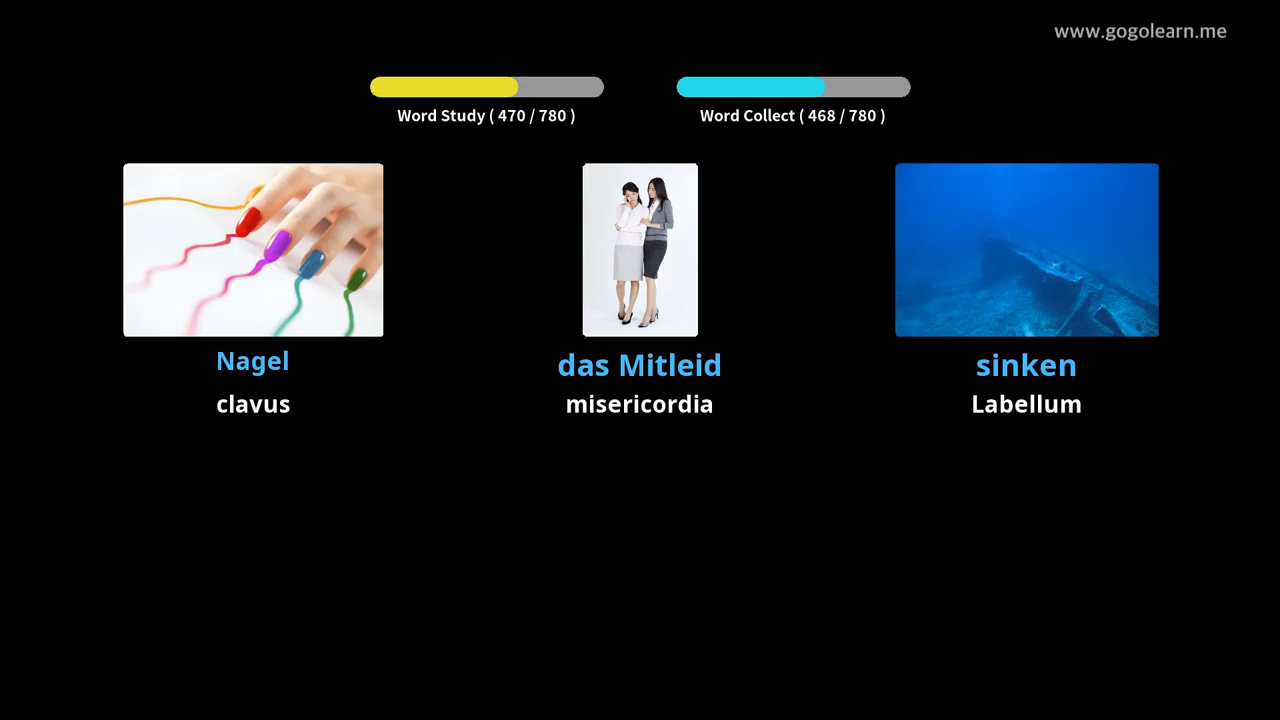 www.gogolearn.me
Word Study ( 470 / 780 )
Word Collect ( 468 / 780 )
Nagel
das Mitleid
sinken
clavus
misericordia
Labellum